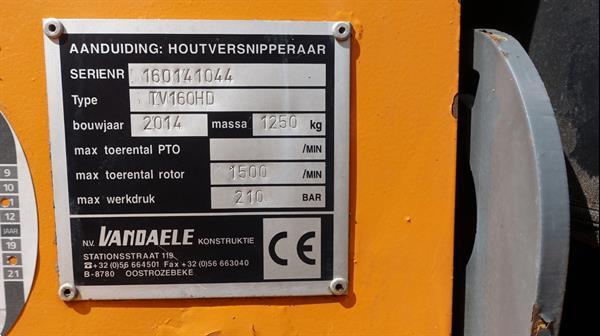 AANDUIDING: HOUTVERSNIPPERAAR
SERIENR 160141044
Type TV160HD
bouwjaar 2014 massa 1250 kg
max toerental PTO /MIN
max toerental rotor 1500 /MIN
max werkdruk 210 BAR
N.V. VANDAELE KONSTRUKTIE
STATIONSSTRAAT 119
☎+32 (0)56 664501 Fax +32 (0)56 663040
B-8780 OOSTROZEBEKE
CE
9
10
11
12
JAAR
19
21